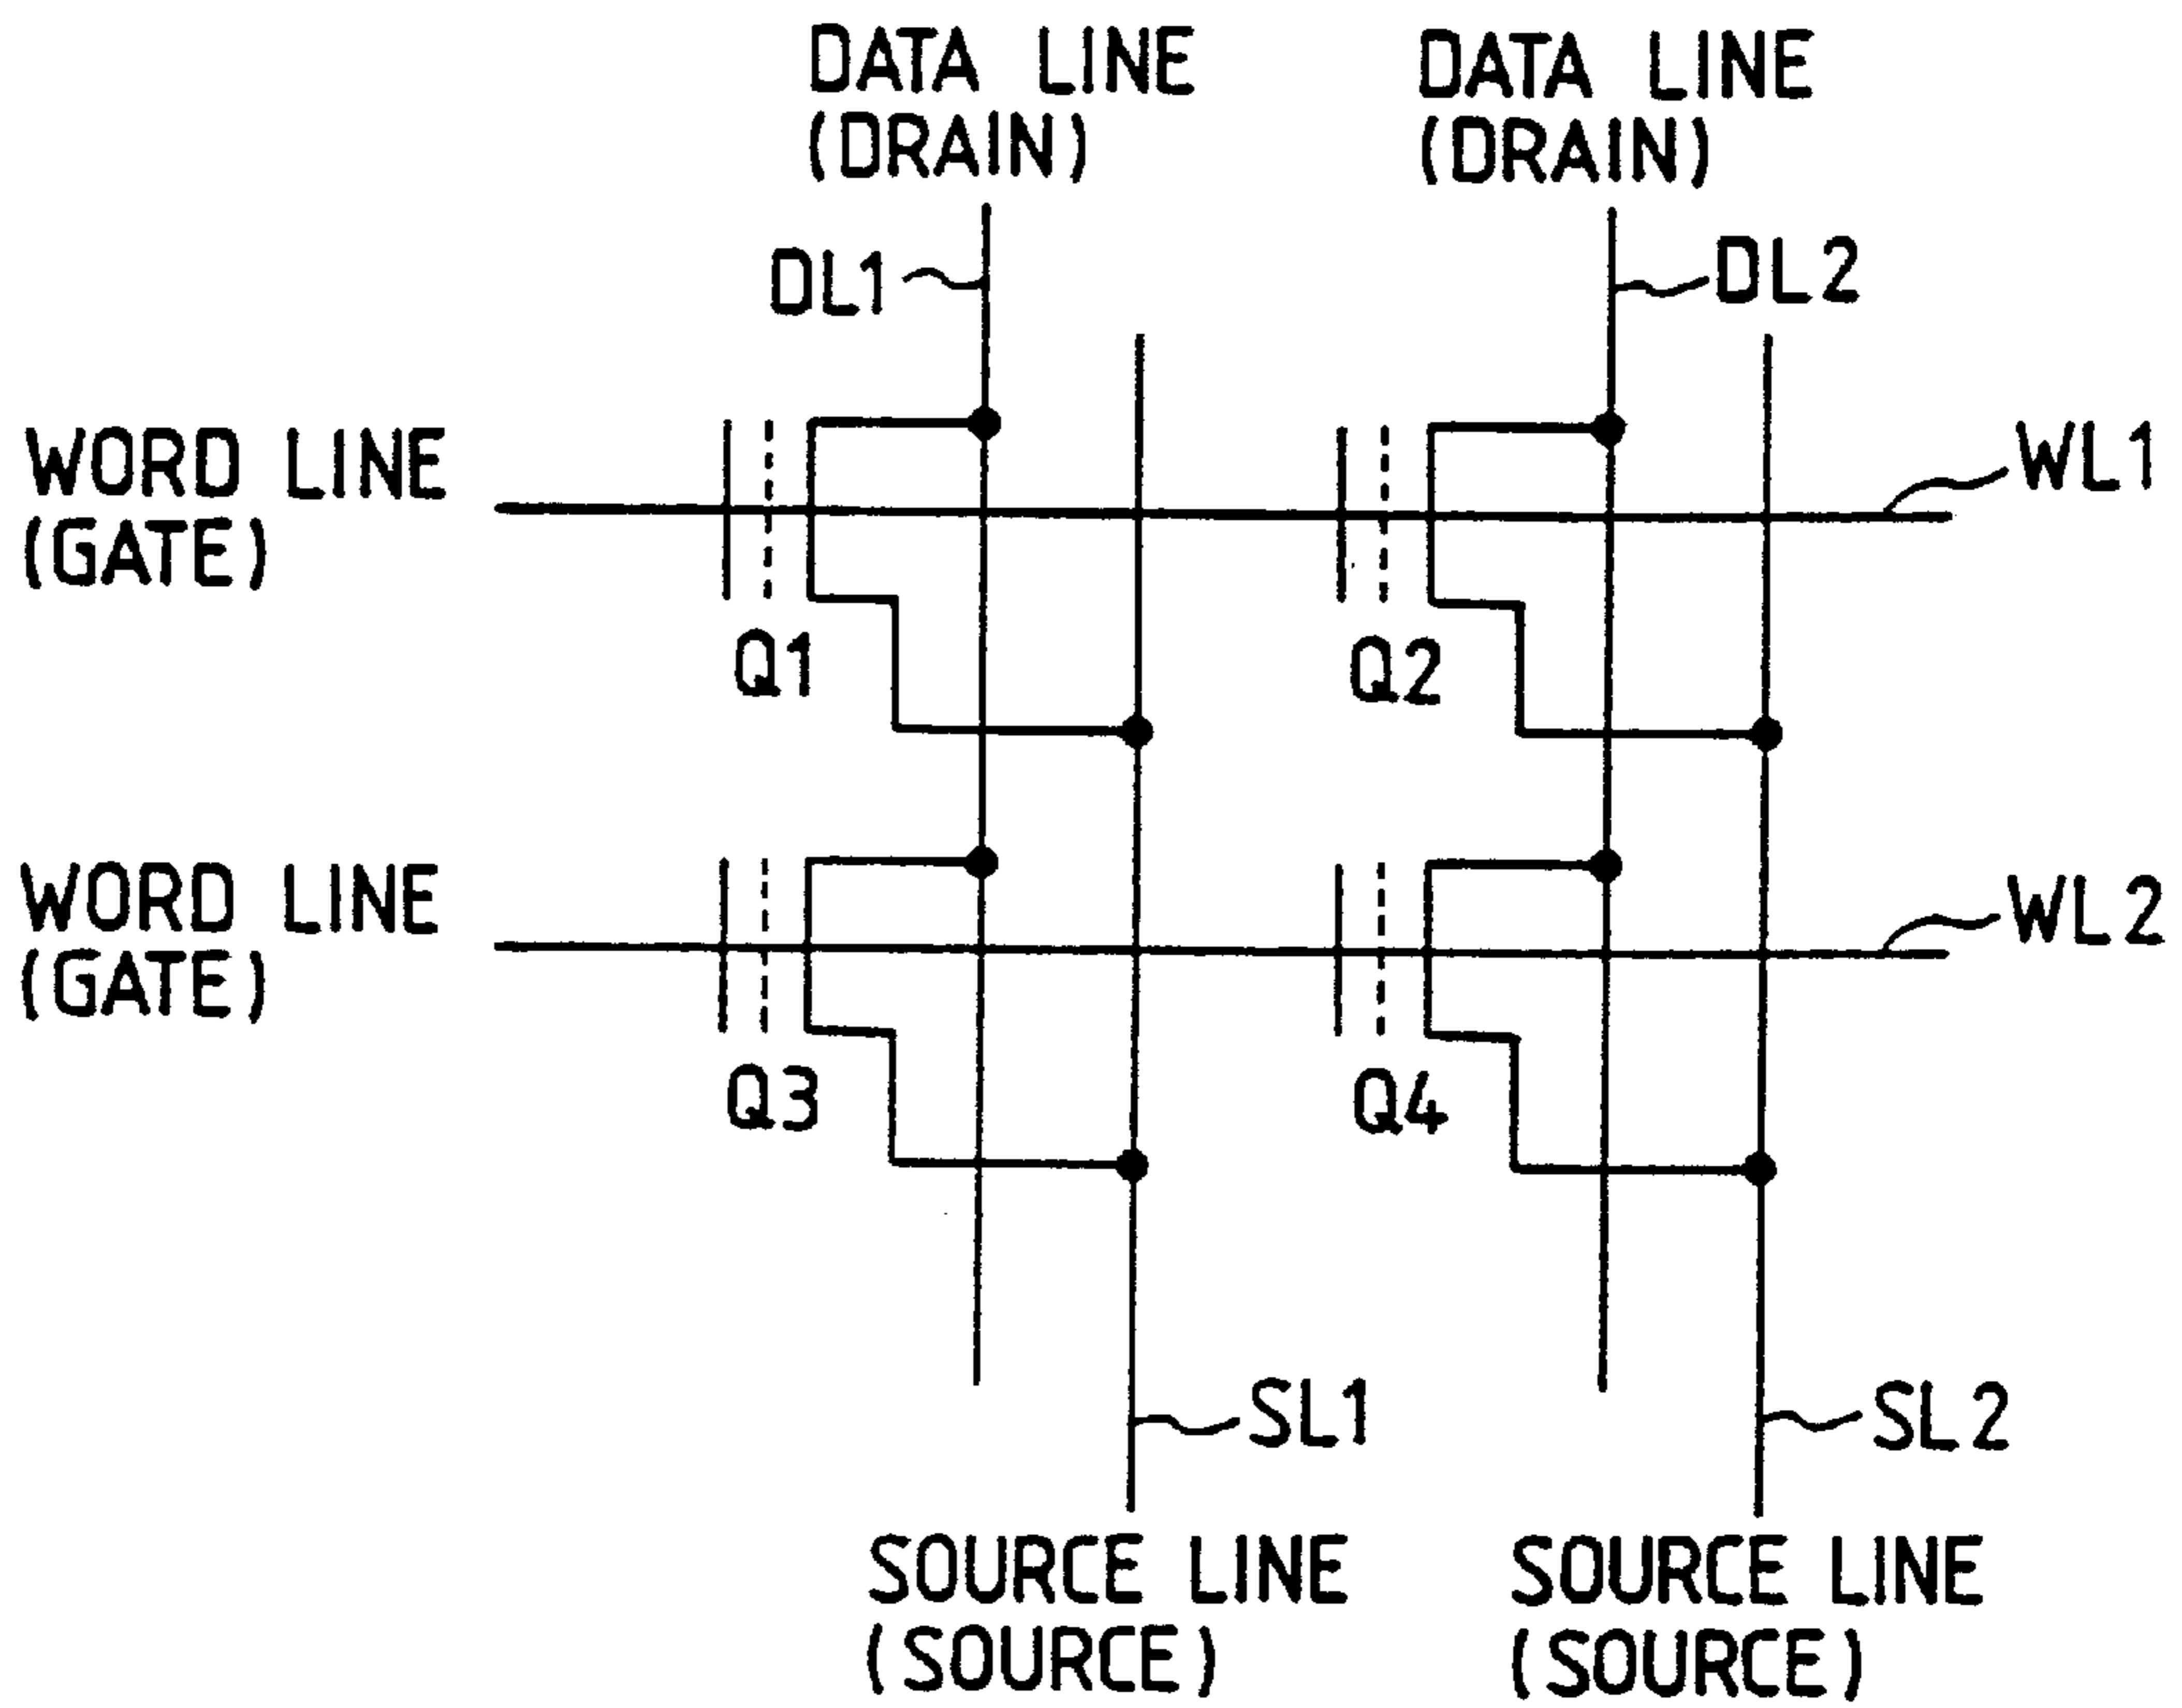 DATA LINE
(DRAIN)
DATA LINE
(DRAIN)
DL1
DL2
WORD LINE
(GATE)
WL1
Q1
Q2
WORD LINE
(GATE)
WL2
Q3
Q4
SL1
SL2
SOURCE LINE
(SOURCE)
SOURCE LINE
(SOURCE)